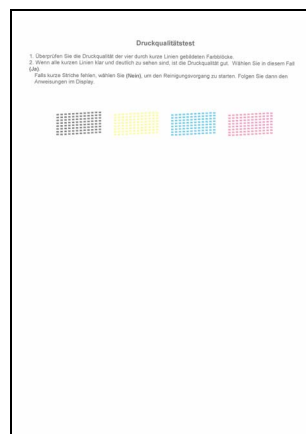 Druckqualitätstest
1. Überprüfen Sie die Druckqualität der vier durch kurze Linien gebildeten Farbblöcke.
2. Wenn alle kurzen Linien klar und deutlich zu sehen sind, ist die Druckqualität gut. Wählen Sie in diesem Fall
(Ja)
Falls kurze Striche fehlen, wählen Sie (Nein), um den Reinigungsvorgang zu starten. Folgen Sie dann den
Anweisungen im Display.